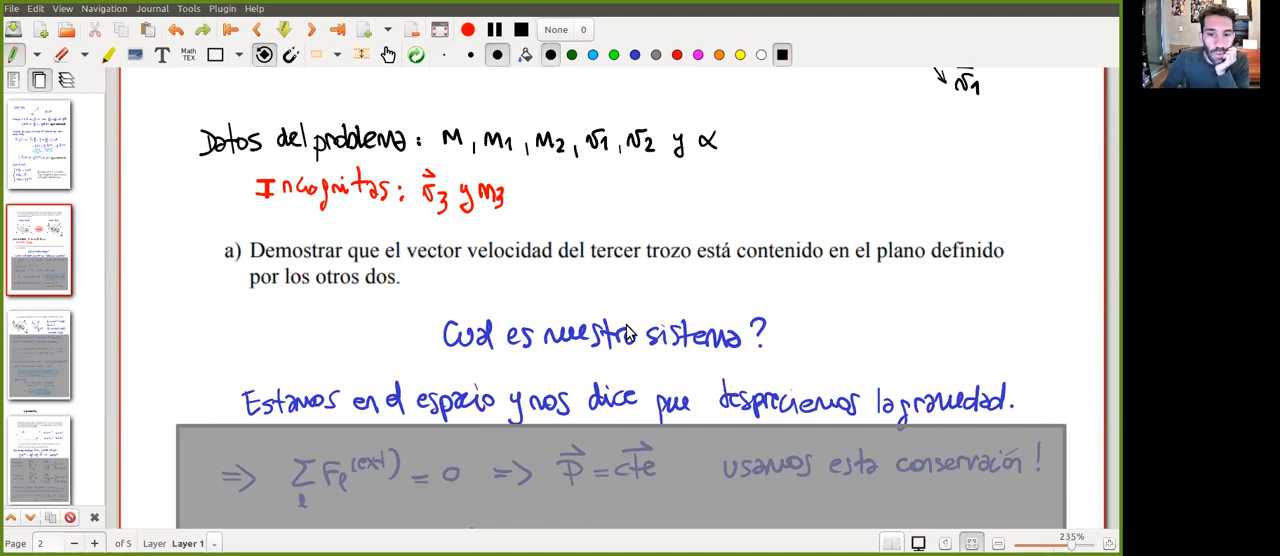 File Edit View Navigation Journal Tools Plugin Help
None 0
Math
TEX
v1
Datos del problema: M, m1, m2, v1, v2 y α
Incognitas: v⃗3 y m3
a) Demostrar que el vector velocidad del tercer trozo está contenido en el plano definido
por los otros dos.
Cual es nuestro sistema?
Estamos en el espacio y nos dice que despreciemos la gravedad.
=> Σ Fi(ext) = 0 => P⃗ = cte usamos esta conservación!
Page 2 of 5 Layer Layer 1 235%